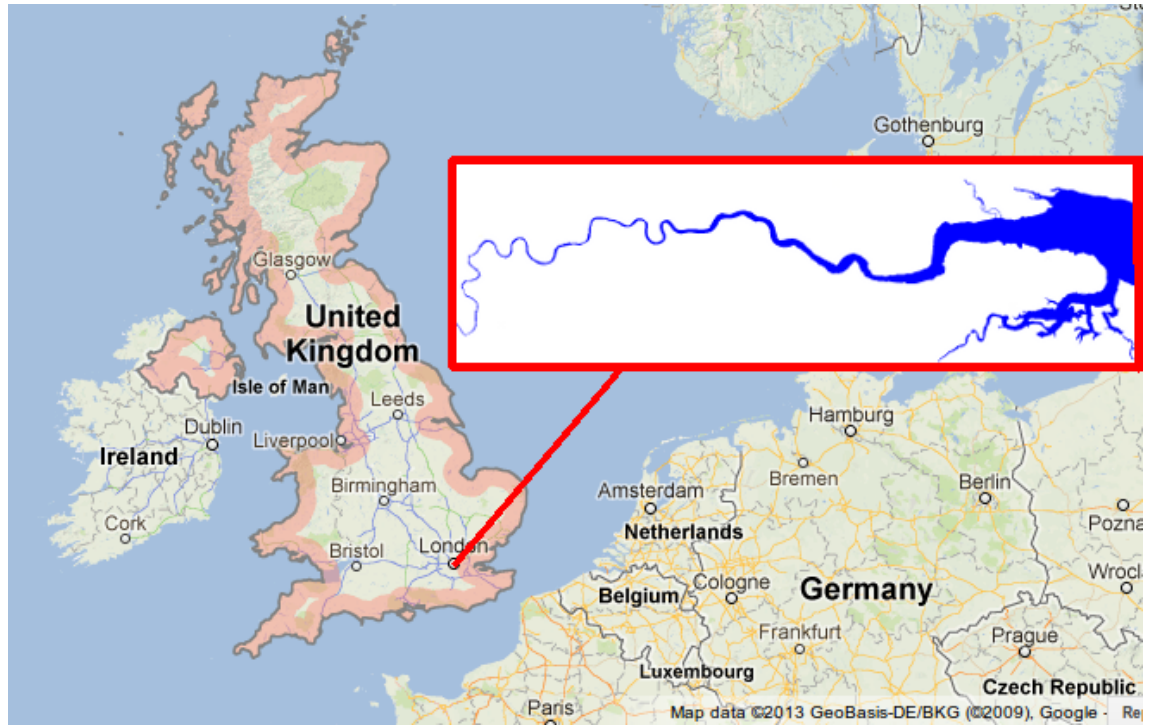 Gothenburg
Glasgow
United
Kingdom
Isle of Man
Leeds
Dublin
Liverpool
Ireland
Hamburg
Bremen
Birmingham
Amsterdam
Berlin
Netherlands
Cork
Bristol
London
Belgium
Cologne
Germany
Frankfurt
Prague
Luxembourg
Czech Republic
Paris
Map data ©2013 GeoBasis-DE/BKG (©2009), Google -